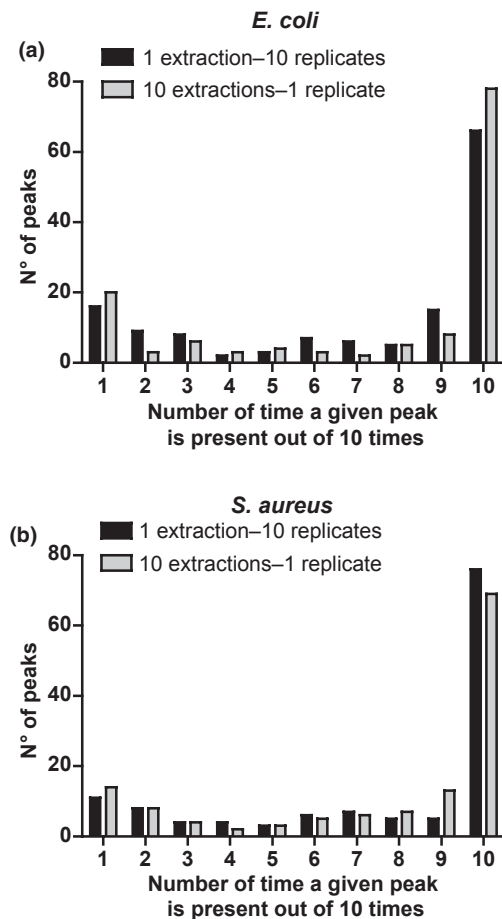 E. coli
(a)
1 extraction–10 replicates
10 extractions–1 replicate
80
60
40
20
0
N° of peaks
1 2 3 4 5 6 7 8 9 10
Number of time a given peak
is present out of 10 times
S. aureus
(b)
1 extraction–10 replicates
10 extractions–1 replicate
80
60
40
20
0
N° of peaks
1 2 3 4 5 6 7 8 9 10
Number of time a given peak
is present out of 10 times